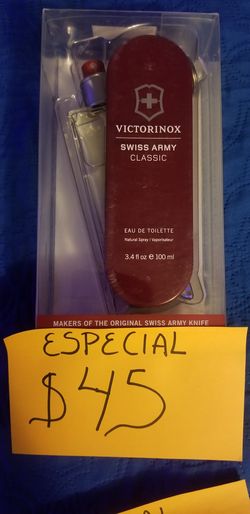 VICTORINOX
SWISS ARMY
CLASSIC
EAU DE TOILETTE
Natural Spray / Vaporisateur
3.4 fl oz e 100 ml
MAKERS OF THE ORIGINAL SWISS ARMY KNIFE
ESPECIAL
$45